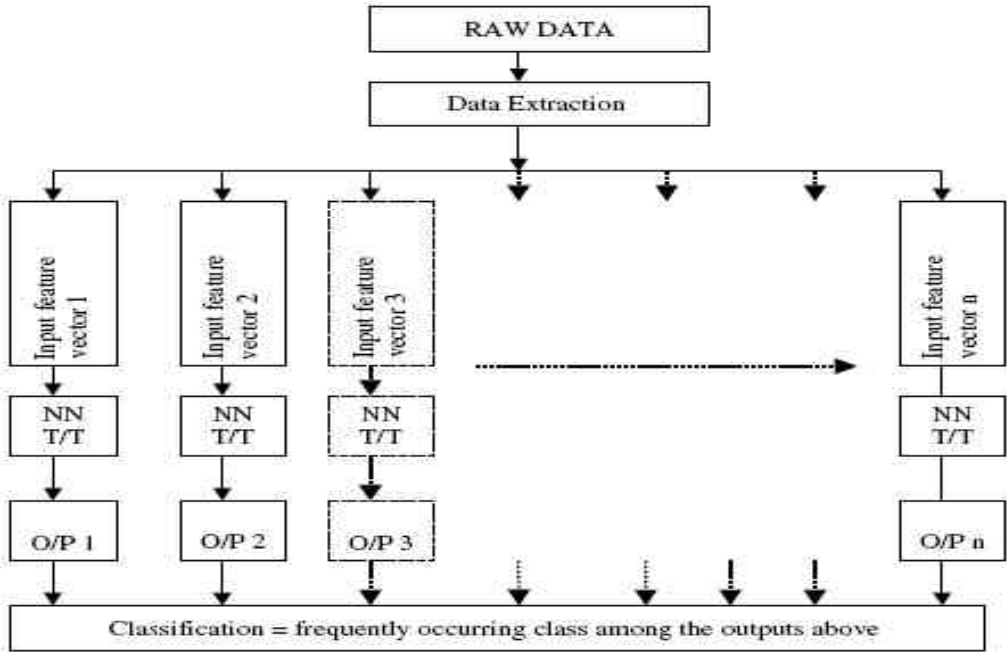 RAW DATA
Data Extraction
Input feature
vector 1
Input feature
vector 2
Input feature
vector 3
Input feature
vector n
NN
T/T
NN
T/T
NN
T/T
NN
T/T
O/P 1
O/P 2
O/P 3
O/P n
Classification = frequently occurring class among the outputs above